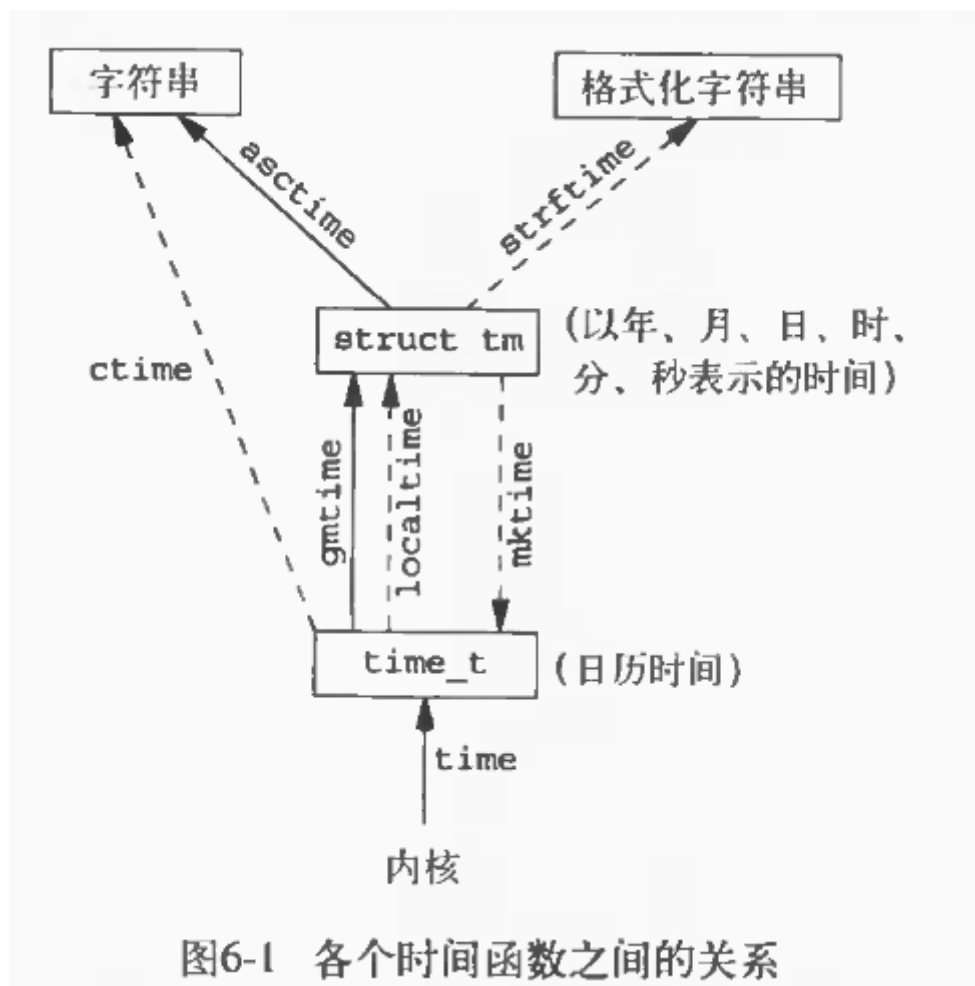 字符串
格式化字符串
asctime
strftime
struct tm
(以年、月、日、时、
分、秒表示的时间)
ctime
gmtime
localtime
mktime
time_t
(日历时间)
time
内核
图6-1 各个时间函数之间的关系